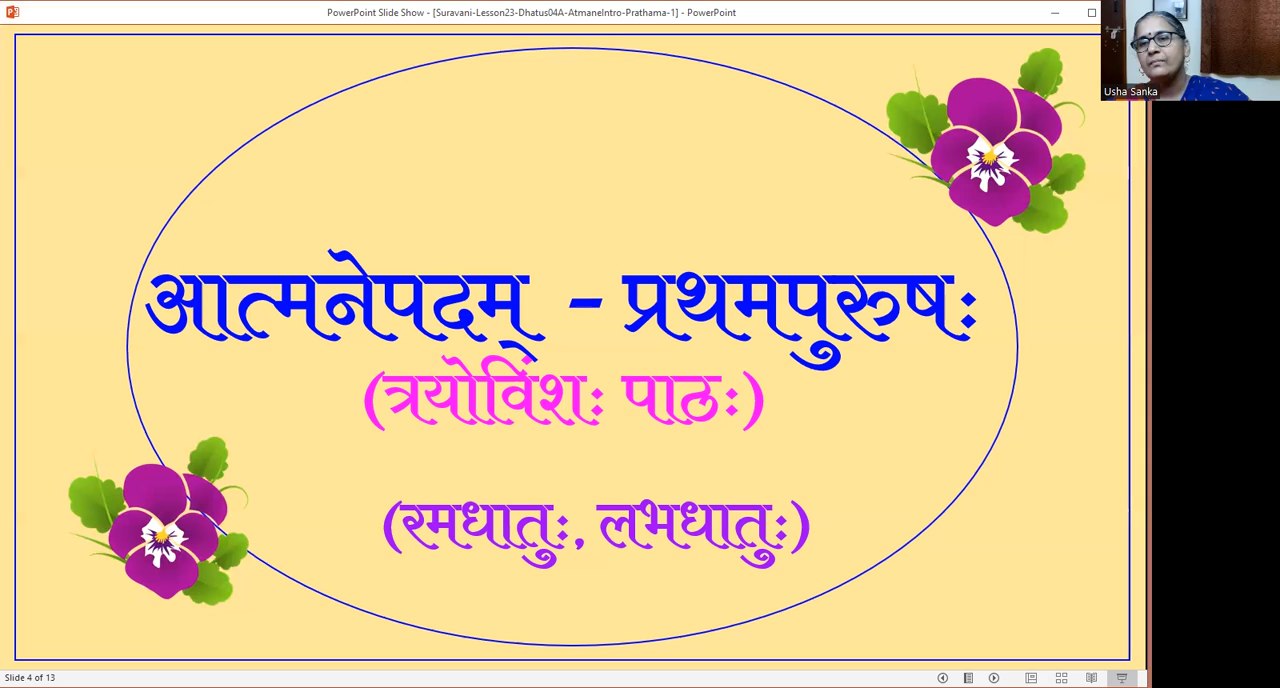 PowerPoint Slide Show - [Suravani-Lesson23-Dhatus04A-AtmaneIntro-Prathama-1] - PowerPoint
Usha Sanka
आत्मनेपदम् - प्रथमपुरुषः
(त्रयोविंशः पाठः)
(रमधातुः, लभधातुः)
Slide 4 of 13